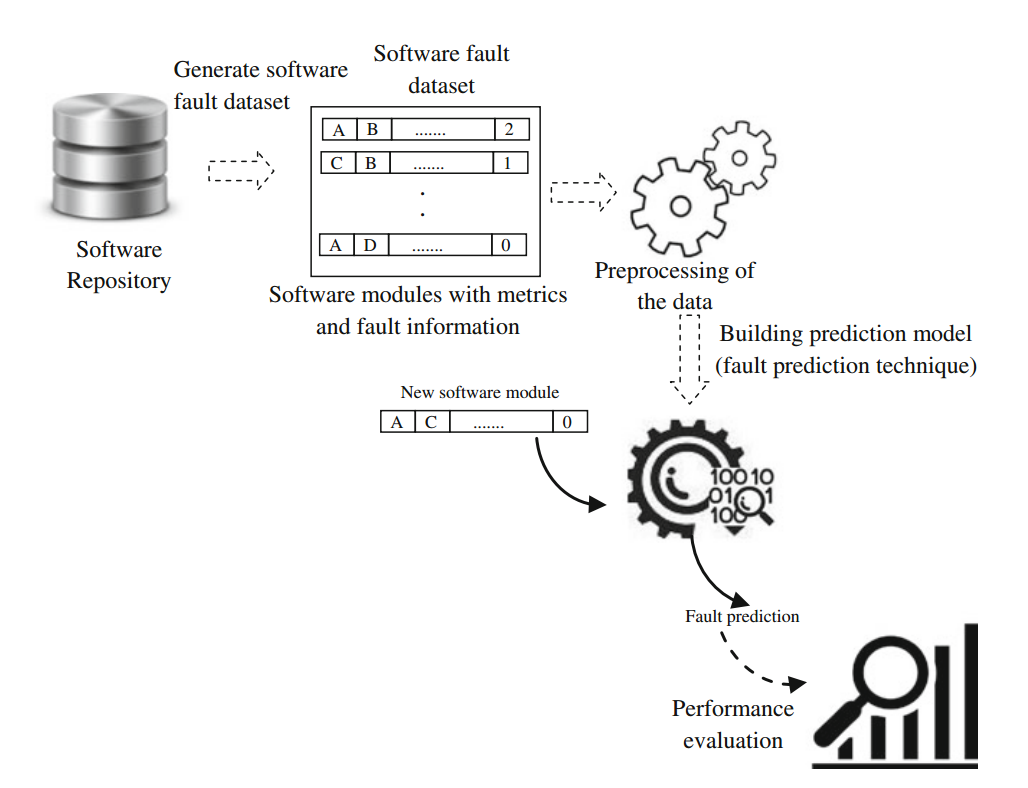 Software fault
dataset
Generate software
fault dataset
A B ....... 2
C B ....... 1
.
.
A D ....... 0
Software
Repository
Software modules with metrics
and fault information
Preprocessing of
the data
Building prediction model
(fault prediction technique)
New software module
A C ....... 0
10010
01 1
100
Fault prediction
Performance
evaluation